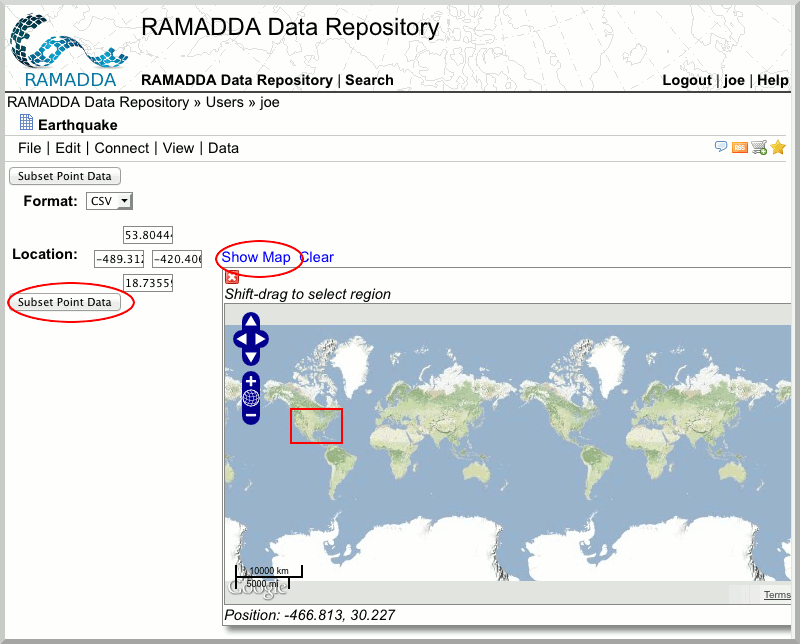 RAMADDA Data Repository
RAMADDA
RAMADDA Data Repository | Search
Logout | joe | Help
RAMADDA Data Repository » Users » joe
Earthquake
File | Edit | Connect | View | Data
RSS
Subset Point Data
Format: CSV
53.8044
Location: -489.312 -420.406 Show Map Clear
18.7355
Subset Point Data
Shift-drag to select region
10000 km
5000 mi
Google
Terms
Position: -466.813, 30.227